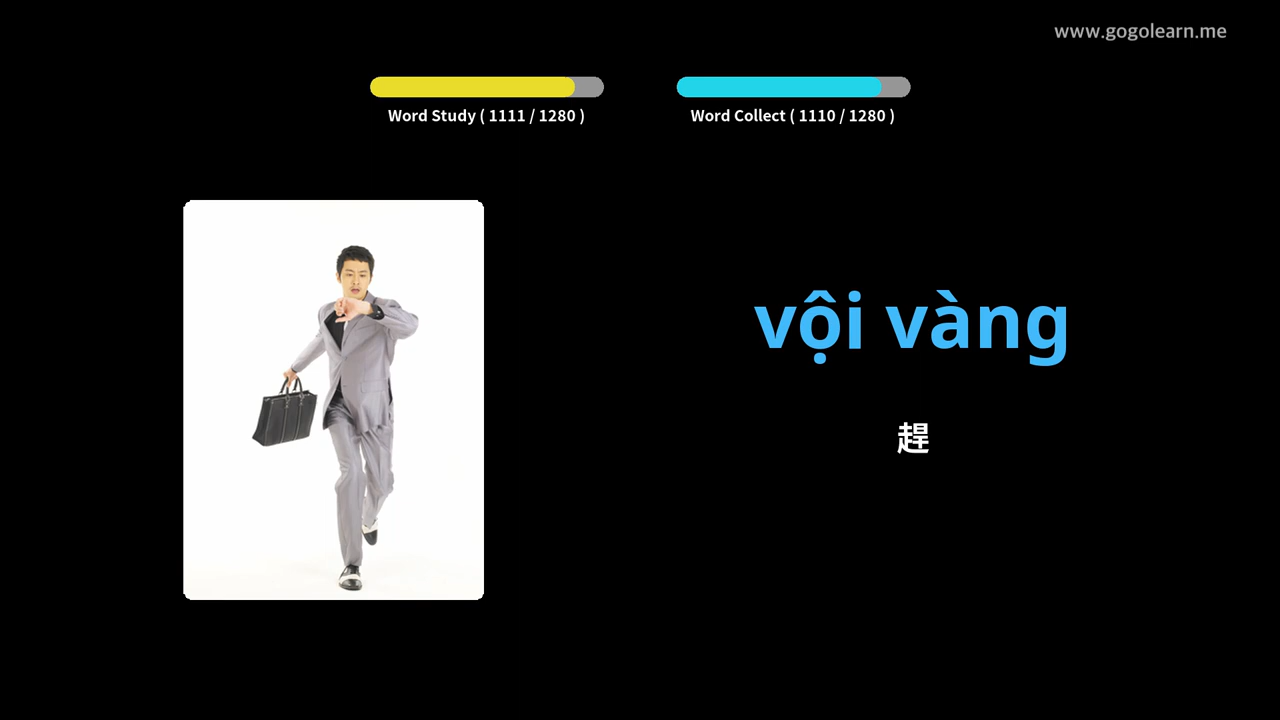 www.gogolearn.me
Word Study ( 1111 / 1280 )
Word Collect ( 1110 / 1280 )
vội vàng
趕